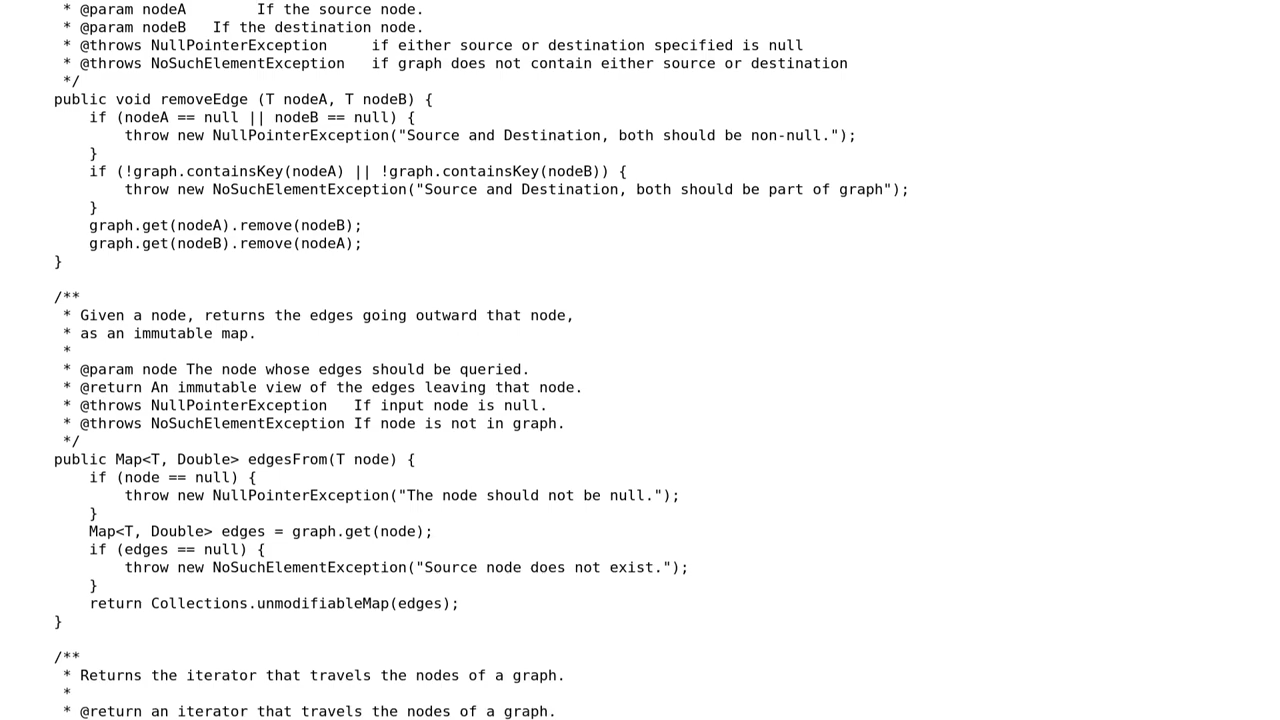 * @param nodeA        If the source node.
 * @param nodeB   If the destination node.
 * @throws NullPointerException     if either source or destination specified is null
 * @throws NoSuchElementException   if graph does not contain either source or destination
 */
public void removeEdge (T nodeA, T nodeB) {
    if (nodeA == null || nodeB == null) {
        throw new NullPointerException("Source and Destination, both should be non-null.");
    }
    if (!graph.containsKey(nodeA) || !graph.containsKey(nodeB)) {
        throw new NoSuchElementException("Source and Destination, both should be part of graph");
    }
    graph.get(nodeA).remove(nodeB);
    graph.get(nodeB).remove(nodeA);
}

/**
 * Given a node, returns the edges going outward that node,
 * as an immutable map.
 *
 * @param node The node whose edges should be queried.
 * @return An immutable view of the edges leaving that node.
 * @throws NullPointerException   If input node is null.
 * @throws NoSuchElementException If node is not in graph.
 */
public Map<T, Double> edgesFrom(T node) {
    if (node == null) {
        throw new NullPointerException("The node should not be null.");
    }
    Map<T, Double> edges = graph.get(node);
    if (edges == null) {
        throw new NoSuchElementException("Source node does not exist.");
    }
    return Collections.unmodifiableMap(edges);
}

/**
 * Returns the iterator that travels the nodes of a graph.
 *
 * @return an iterator that travels the nodes of a graph.